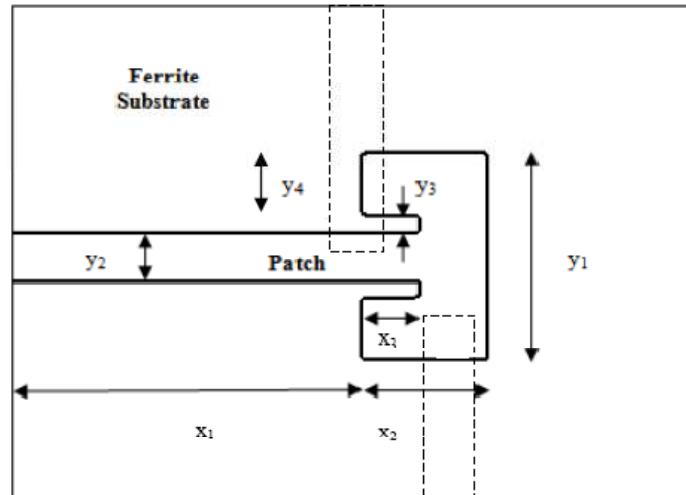 Ferrite
Substrate
y₄
y₃
y₂
Patch
y₁
x₃
x₁
x₂